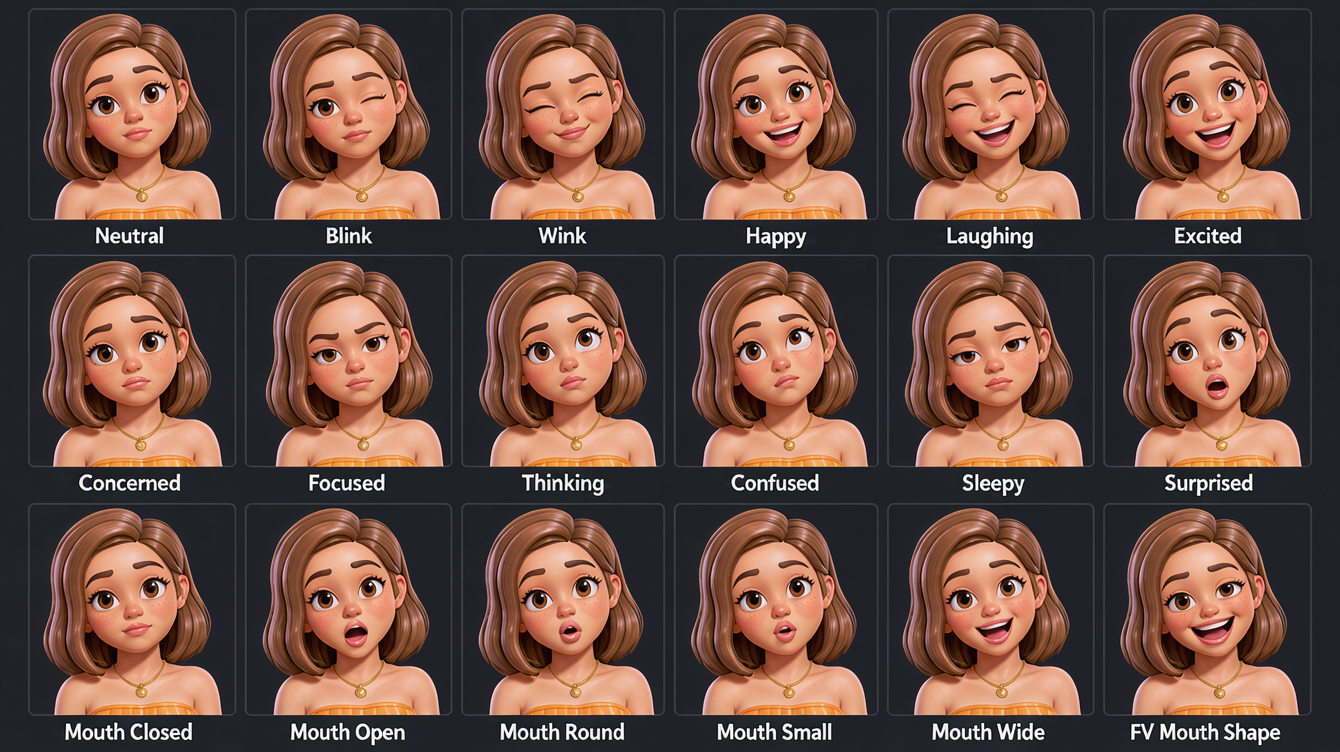 Neutral
Blink
Wink
Happy
Laughing
Excited
Concerned
Focused
Thinking
Confused
Sleepy
Surprised
Mouth Closed
Mouth Open
Mouth Round
Mouth Small
Mouth Wide
FV Mouth Shape